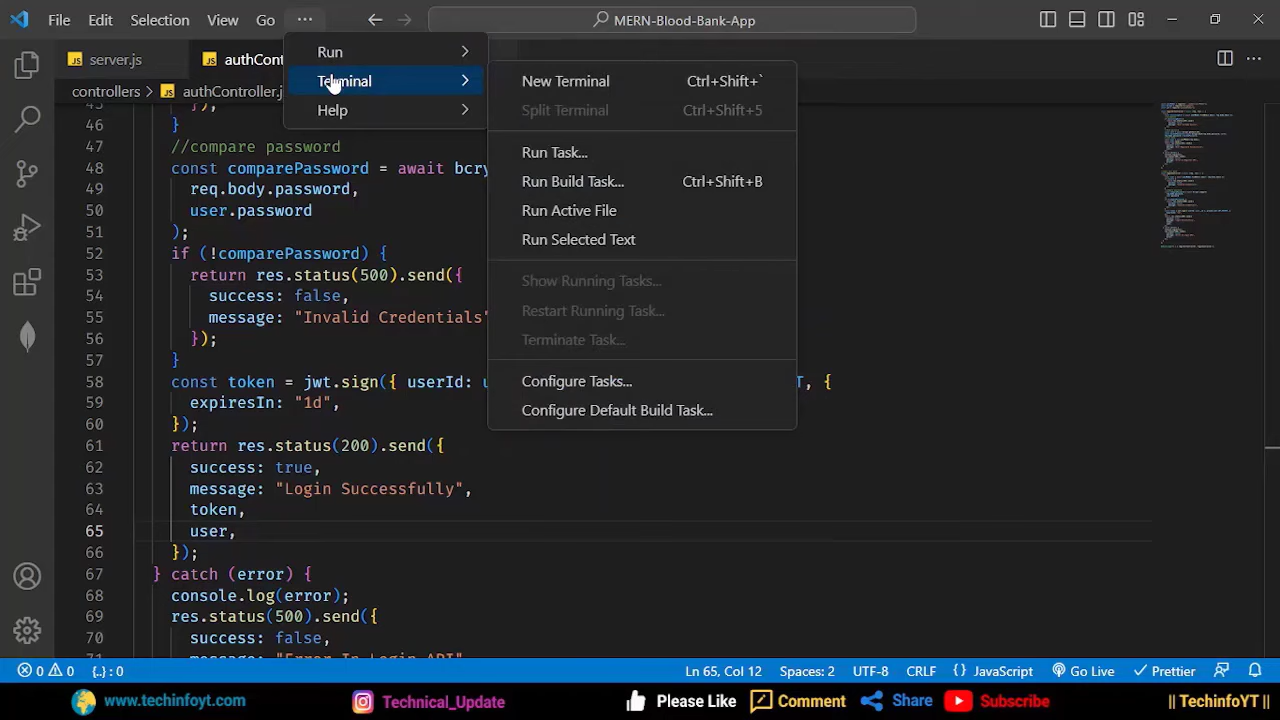 File Edit Selection View Go ··· MERN-Blood-Bank-App
server.js authCont
controllers > authController.j
Run
Terminal
Help
New Terminal Ctrl+Shift+`
Split Terminal Ctrl+Shift+5
Run Task...
Run Build Task... Ctrl+Shift+B
Run Active File
Run Selected Text
Show Running Tasks...
Restart Running Task...
Terminate Task...
Configure Tasks...
Configure Default Build Task...
46 }
47 //compare password
48 const comparePassword = await bcry
49 req.body.password,
50 user.password
51 );
52 if (!comparePassword) {
53 return res.status(500).send({
54 success: false,
55 message: "Invalid Credentials"
56 });
57 }
58 const token = jwt.sign({ userId: u T, {
59 expiresIn: "1d",
60 });
61 return res.status(200).send({
62 success: true,
63 message: "Login Successfully",
64 token,
65 user,
66 });
67 } catch (error) {
68 console.log(error);
69 res.status(500).send({
70 success: false,
0 0 {..} : 0 Ln 65, Col 12 Spaces: 2 UTF-8 CRLF {} JavaScript Go Live Prettier
www.techinfoyt.com Technical_Update Please Like Comment Share Subscribe || TechinfoYT ||